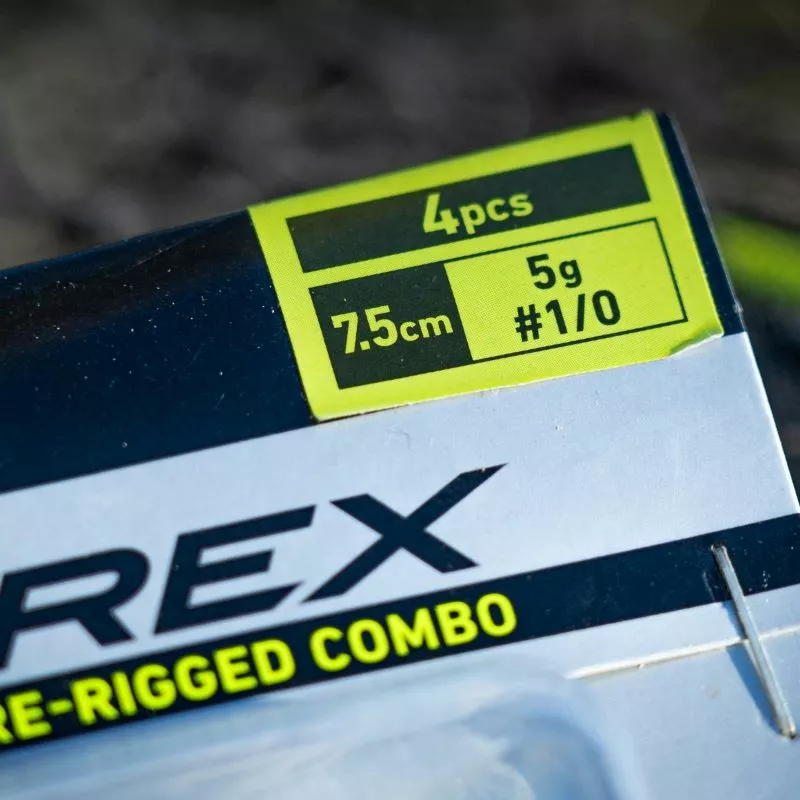 4pcs
7.5cm
5g
#1/0
REX
RE-RIGGED COMBO